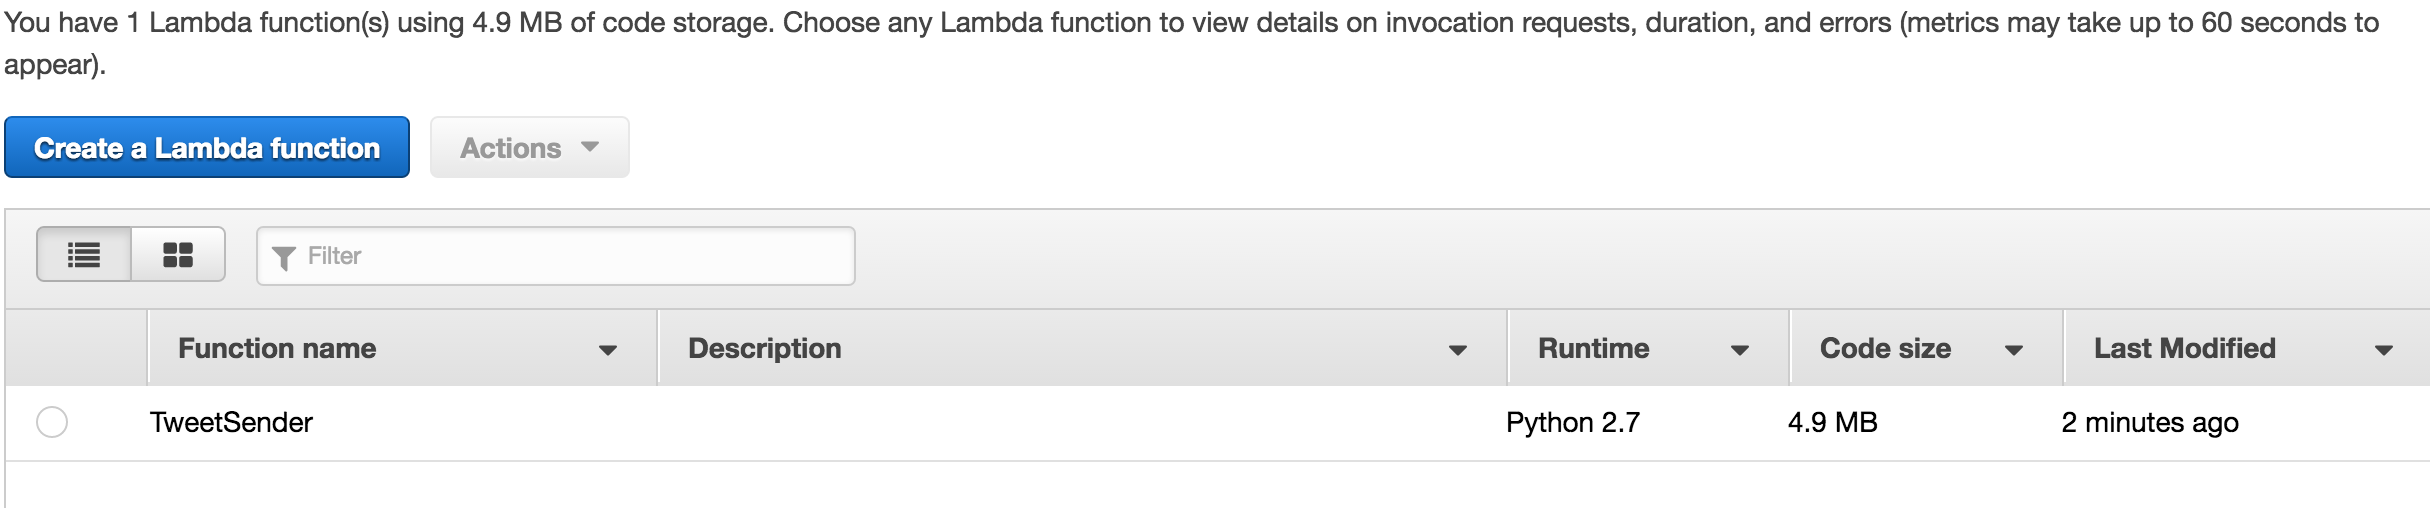 You have 1 Lambda function(s) using 4.9 MB of code storage. Choose any Lambda function to view details on invocation requests, duration, and errors (metrics may take up to 60 seconds to
appear).
Create a Lambda function Actions
Filter
Function name Description Runtime Code size Last Modified
TweetSender Python 2.7 4.9 MB 2 minutes ago